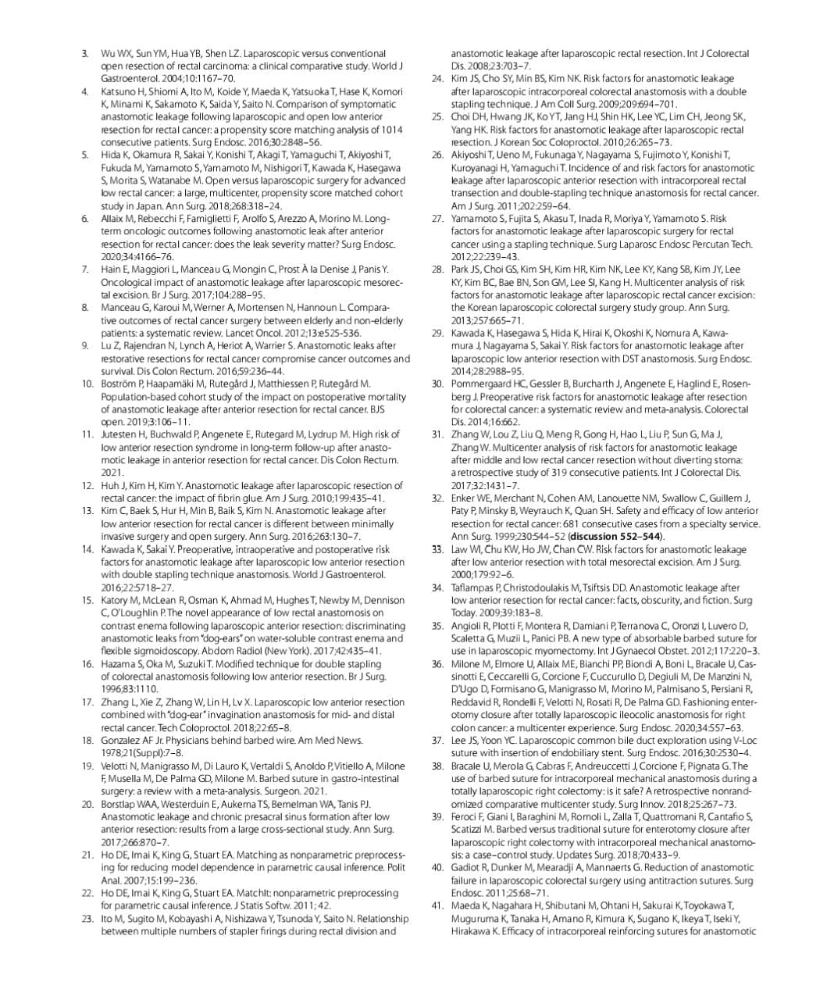 3. Wu WX, Sun YM, Hua YB, Shen LZ. Laparoscopic versus conventional
open resection of rectal carcinoma: a clinical comparative study. World J
Gastroenterol. 2004;10:1167–70.
4. Katsuno H, Shiomi A, Ito M, Koide Y, Maeda K, Yatsuoka T, Hase K, Komori
K, Minami K, Sakamoto K, Saida Y, Saito N. Comparison of symptomatic
anastomotic leakage following laparoscopic and open low anterior
resection for rectal cancer: a propensity score matching analysis of 1014
consecutive patients. Surg Endosc. 2016;30:2848–56.
5. Hida K, Okamura R, Sakai Y, Konishi T, Akagi T, Yamaguchi T, Akiyoshi T,
Fukuda M, Yamamoto S, Yamamoto M, Nishigori T, Kawada K, Hasegawa
S, Morita S, Watanabe M. Open versus laparoscopic surgery for advanced
low rectal cancer: a large, multicenter, propensity score matched cohort
study in Japan. Ann Surg. 2018;268:318–24.
6. Allaix M, Rebecchi F, Famiglietti F, Arolfo S, Arezzo A, Morino M. Long-
term oncologic outcomes following anastomotic leak after anterior
resection for rectal cancer: does the leak severity matter? Surg Endosc.
2020;34:4166–76.
7. Hain E, Maggiori L, Manceau G, Mongin C, Prost À la Denise J, Panis Y.
Oncological impact of anastomotic leakage after laparoscopic mesorec-
tal excision. Br J Surg. 2017;104:288–95.
8. Manceau G, Karoui M, Werner A, Mortensen N, Hannoun L. Compara-
tive outcomes of rectal cancer surgery between elderly and non-elderly
patients: a systematic review. Lancet Oncol. 2012;13:e525-536.
9. Lu Z, Rajendran N, Lynch A, Heriot A, Warrier S. Anastomotic leaks after
restorative resections for rectal cancer compromise cancer outcomes and
survival. Dis Colon Rectum. 2016;59:236–44.
10. Boström P, Haapamäki M, Rutegård J, Matthiessen P, Rutegård M.
Population-based cohort study of the impact on postoperative mortality
of anastomotic leakage after anterior resection for rectal cancer. BJS
open. 2019;3:106–11.
11. Jutesten H, Buchwald P, Angenete E, Rutegard M, Lydrup M. High risk of
low anterior resection syndrome in long-term follow-up after anasto-
motic leakage in anterior resection for rectal cancer. Dis Colon Rectum.
2021.
12. Huh J, Kim H, Kim Y. Anastomotic leakage after laparoscopic resection of
rectal cancer: the impact of fibrin glue. Am J Surg. 2010;199:435–41.
13. Kim C, Baek S, Hur H, Min B, Baik S, Kim N. Anastomotic leakage after
low anterior resection for rectal cancer is different between minimally
invasive surgery and open surgery. Ann Surg. 2016;263:130–7.
14. Kawada K, Sakai Y. Preoperative, intraoperative and postoperative risk
factors for anastomotic leakage after laparoscopic low anterior resection
with double stapling technique anastomosis. World J Gastroenterol.
2016;22:5718–27.
15. Katory M, McLean R, Osman K, Ahmad M, Hughes T, Newby M, Dennison
C, O'Loughlin P. The novel appearance of low rectal anastomosis on
contrast enema following laparoscopic anterior resection: discriminating
anastomotic leaks from "dog-ears" on water-soluble contrast enema and
flexible sigmoidoscopy. Abdom Radiol (New York). 2017;42:435–41.
16. Hazama S, Oka M, Suzuki T. Modified technique for double stapling
of colorectal anastomosis following low anterior resection. Br J Surg.
1996;83:1110.
17. Zhang L, Xie Z, Zhang W, Lin H, Lv X. Laparoscopic low anterior resection
combined with "dog-ear" invagination anastomosis for mid- and distal
rectal cancer. Tech Coloproctol. 2018;22:65–8.
18. Gonzalez AF Jr. Physicians behind barbed wire. Am Med News.
1978;21(Suppl):7–8.
19. Velotti N, Manigrasso M, Di Lauro K, Vertaldi S, Anoldo P, Vitiello A, Milone
F, Musella M, De Palma GD, Milone M. Barbed suture in gastro-intestinal
surgery: a review with a meta-analysis. Surgeon. 2021.
20. Borstlap WAA, Westerduin E, Aukema TS, Bemelman WA, Tanis PJ.
Anastomotic leakage and chronic presacral sinus formation after low
anterior resection: results from a large cross-sectional study. Ann Surg.
2017;266:870–7.
21. Ho DE, Imai K, King G, Stuart EA. Matching as nonparametric preprocess-
ing for reducing model dependence in parametric causal inference. Polit
Anal. 2007;15:199–236.
22. Ho DE, Imai K, King G, Stuart EA. MatchIt: nonparametric preprocessing
for parametric causal inference. J Statis Softw. 2011; 42.
23. Ito M, Sugito M, Kobayashi A, Nishizawa Y, Tsunoda Y, Saito N. Relationship
between multiple numbers of stapler firings during rectal division and
anastomotic leakage after laparoscopic rectal resection. Int J Colorectal
Dis. 2008;23:703–7.
24. Kim JS, Cho SY, Min BS, Kim NK. Risk factors for anastomotic leakage
after laparoscopic intracorporeal colorectal anastomosis with a double
stapling technique. J Am Coll Surg. 2009;209:694–701.
25. Choi DH, Hwang JK, Ko YT, Jang HJ, Shin HK, Lee YC, Lim CH, Jeong SK,
Yang HK. Risk factors for anastomotic leakage after laparoscopic rectal
resection. J Korean Soc Coloproctol. 2010;26:265–73.
26. Akiyoshi T, Ueno M, Fukunaga Y, Nagayama S, Fujimoto Y, Konishi T,
Kuroyanagi H, Yamaguchi T. Incidence of and risk factors for anastomotic
leakage after laparoscopic anterior resection with intracorporeal rectal
transection and double-stapling technique anastomosis for rectal cancer.
Am J Surg. 2011;202:259–64.
27. Yamamoto S, Fujita S, Akasu T, Inada R, Moriya Y, Yamamoto S. Risk
factors for anastomotic leakage after laparoscopic surgery for rectal
cancer using a stapling technique. Surg Laparosc Endosc Percutan Tech.
2012;22:239–43.
28. Park JS, Choi GS, Kim SH, Kim HR, Kim NK, Lee KY, Kang SB, Kim JY, Lee
KY, Kim BC, Bae BN, Son GM, Lee SI, Kang H. Multicenter analysis of risk
factors for anastomotic leakage after laparoscopic rectal cancer excision:
the Korean laparoscopic colorectal surgery study group. Ann Surg.
2013;257:665–71.
29. Kawada K, Hasegawa S, Hida K, Hirai K, Okoshi K, Nomura A, Kawa-
mura J, Nagayama S, Sakai Y. Risk factors for anastomotic leakage after
laparoscopic low anterior resection with DST anastomosis. Surg Endosc.
2014;28:2988–95.
30. Pommergaard HC, Gessler B, Burcharth J, Angenete E, Haglind E, Rosen-
berg J. Preoperative risk factors for anastomotic leakage after resection
for colorectal cancer: a systematic review and meta-analysis. Colorectal
Dis. 2014;16:662.
31. Zhang W, Lou Z, Liu Q, Meng R, Gong H, Hao L, Liu P, Sun G, Ma J,
Zhang W. Multicenter analysis of risk factors for anastomotic leakage
after middle and low rectal cancer resection without diverting stoma:
a retrospective study of 319 consecutive patients. Int J Colorectal Dis.
2017;32:1431–7.
32. Enker WE, Merchant N, Cohen AM, Lanouette NM, Swallow C, Guillem J,
Paty P, Minsky B, Weyrauch K, Quan SH. Safety and efficacy of low anterior
resection for rectal cancer: 681 consecutive cases from a specialty service.
Ann Surg. 1999;230:544–52 (discussion 552–544).
33. Law WI, Chu KW, Ho JW, Chan CW. Risk factors for anastomotic leakage
after low anterior resection with total mesorectal excision. Am J Surg.
2000;179:92–6.
34. Taflampas P, Christodoulakis M, Tsiftsis DD. Anastomotic leakage after
low anterior resection for rectal cancer: facts, obscurity, and fiction. Surg
Today. 2009;39:183–8.
35. Angioli R, Plotti F, Montera R, Damiani P, Terranova C, Oronzi I, Luvero D,
Scaletta G, Muzii L, Panici PB. A new type of absorbable barbed suture for
use in laparoscopic myomectomy. Int J Gynaecol Obstet. 2012;117:220–3.
36. Milone M, Elmore U, Allaix ME, Bianchi PP, Biondi A, Boni L, Bracale U, Cas-
sinotti E, Ceccarelli G, Corcione F, Cuccurullo D, Degiuli M, De Manzini N,
D'Ugo D, Formisano G, Manigrasso M, Morino M, Palmisano S, Persiani R,
Reddavid R, Rondelli F, Velotti N, Rosati R, De Palma GD. Fashioning enter-
otomy closure after totally laparoscopic ileocolic anastomosis for right
colon cancer: a multicenter experience. Surg Endosc. 2020;34:557–63.
37. Lee JS, Yoon YC. Laparoscopic common bile duct exploration using V-Loc
suture with insertion of endobiliary stent. Surg Endosc. 2016;30:2530–4.
38. Bracale U, Merola G, Cabras F, Andreuccetti J, Corcione F, Pignata G. The
use of barbed suture for intracorporeal mechanical anastomosis during a
totally laparoscopic right colectomy: is it safe? A retrospective nonrand-
omized comparative multicenter study. Surg Innov. 2018;25:267–73.
39. Feroci F, Giani I, Baraghini M, Romoli L, Zalla T, Quattromani R, Cantafio S,
Scatizzi M. Barbed versus traditional suture for enterotomy closure after
laparoscopic right colectomy with intracorporeal mechanical anastomo-
sis: a case–control study. Updates Surg. 2018;70:433–9.
40. Gadiot R, Dunker M, Mearadji A, Mannaerts G. Reduction of anastomotic
failure in laparoscopic colorectal surgery using antitraction sutures. Surg
Endosc. 2011;25:68–71.
41. Maeda K, Nagahara H, Shibutani M, Ohtani H, Sakurai K, Toyokawa T,
Muguruma K, Tanaka H, Amano R, Kimura K, Sugano K, Ikeya T, Iseki Y,
Hirakawa K. Efficacy of intracorporeal reinforcing sutures for anastomotic